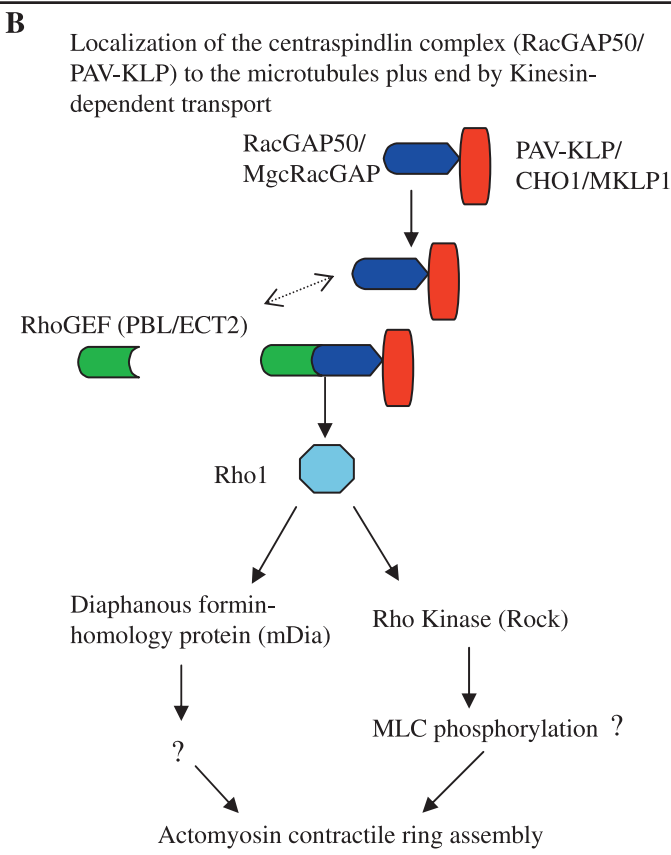 B
Localization of the centraspindlin complex (RacGAP50/
PAV-KLP) to the microtubules plus end by Kinesin-
dependent transport
RacGAP50/
MgcRacGAP
PAV-KLP/
CHO1/MKLP1
RhoGEF (PBL/ECT2)
Rho1
Diaphanous formin-
homology protein (mDia)
Rho Kinase (Rock)
MLC phosphorylation ?
?
Actomyosin contractile ring assembly